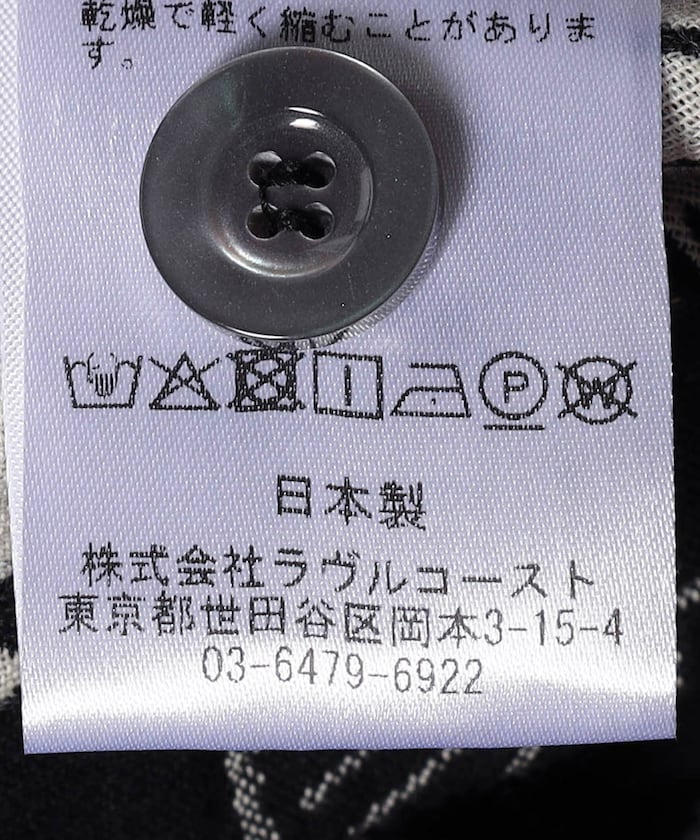 乾燥で軽く縮むことがありま
す。
P
W
日本製
株式会社ラヴルコースト
東京都世田谷区岡本3-15-4
03-6479-6922